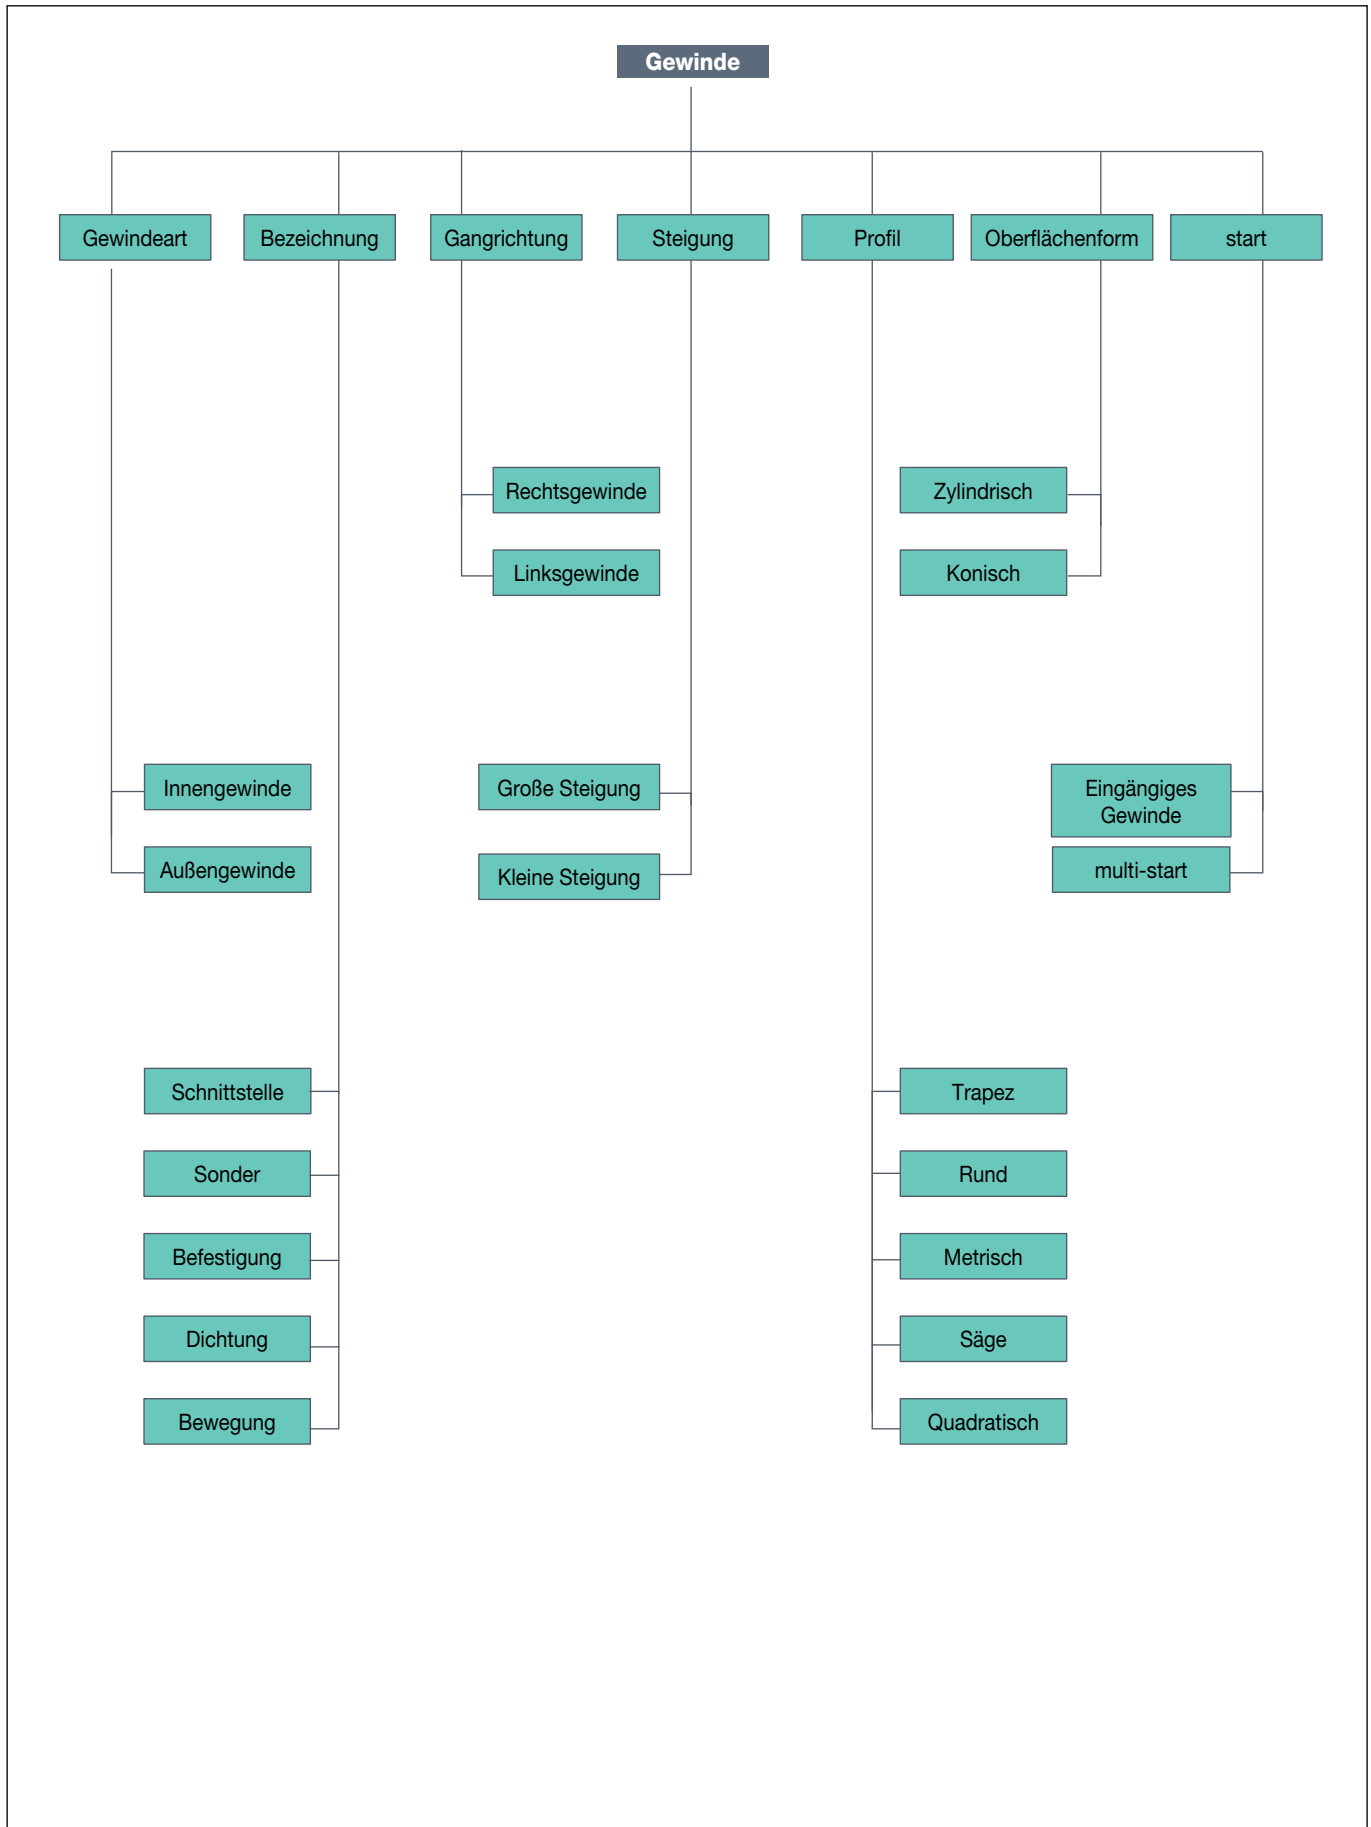 Gewinde
Gewindeart
Bezeichnung
Gangrichtung
Steigung
Profil
Oberflächenform
start
Rechtsgewinde
Zylindrisch
Linksgewinde
Konisch
Innengewinde
Große Steigung
Eingängiges
Gewinde
Außengewinde
Kleine Steigung
multi-start
Schnittstelle
Trapez
Sonder
Rund
Befestigung
Metrisch
Dichtung
Säge
Bewegung
Quadratisch